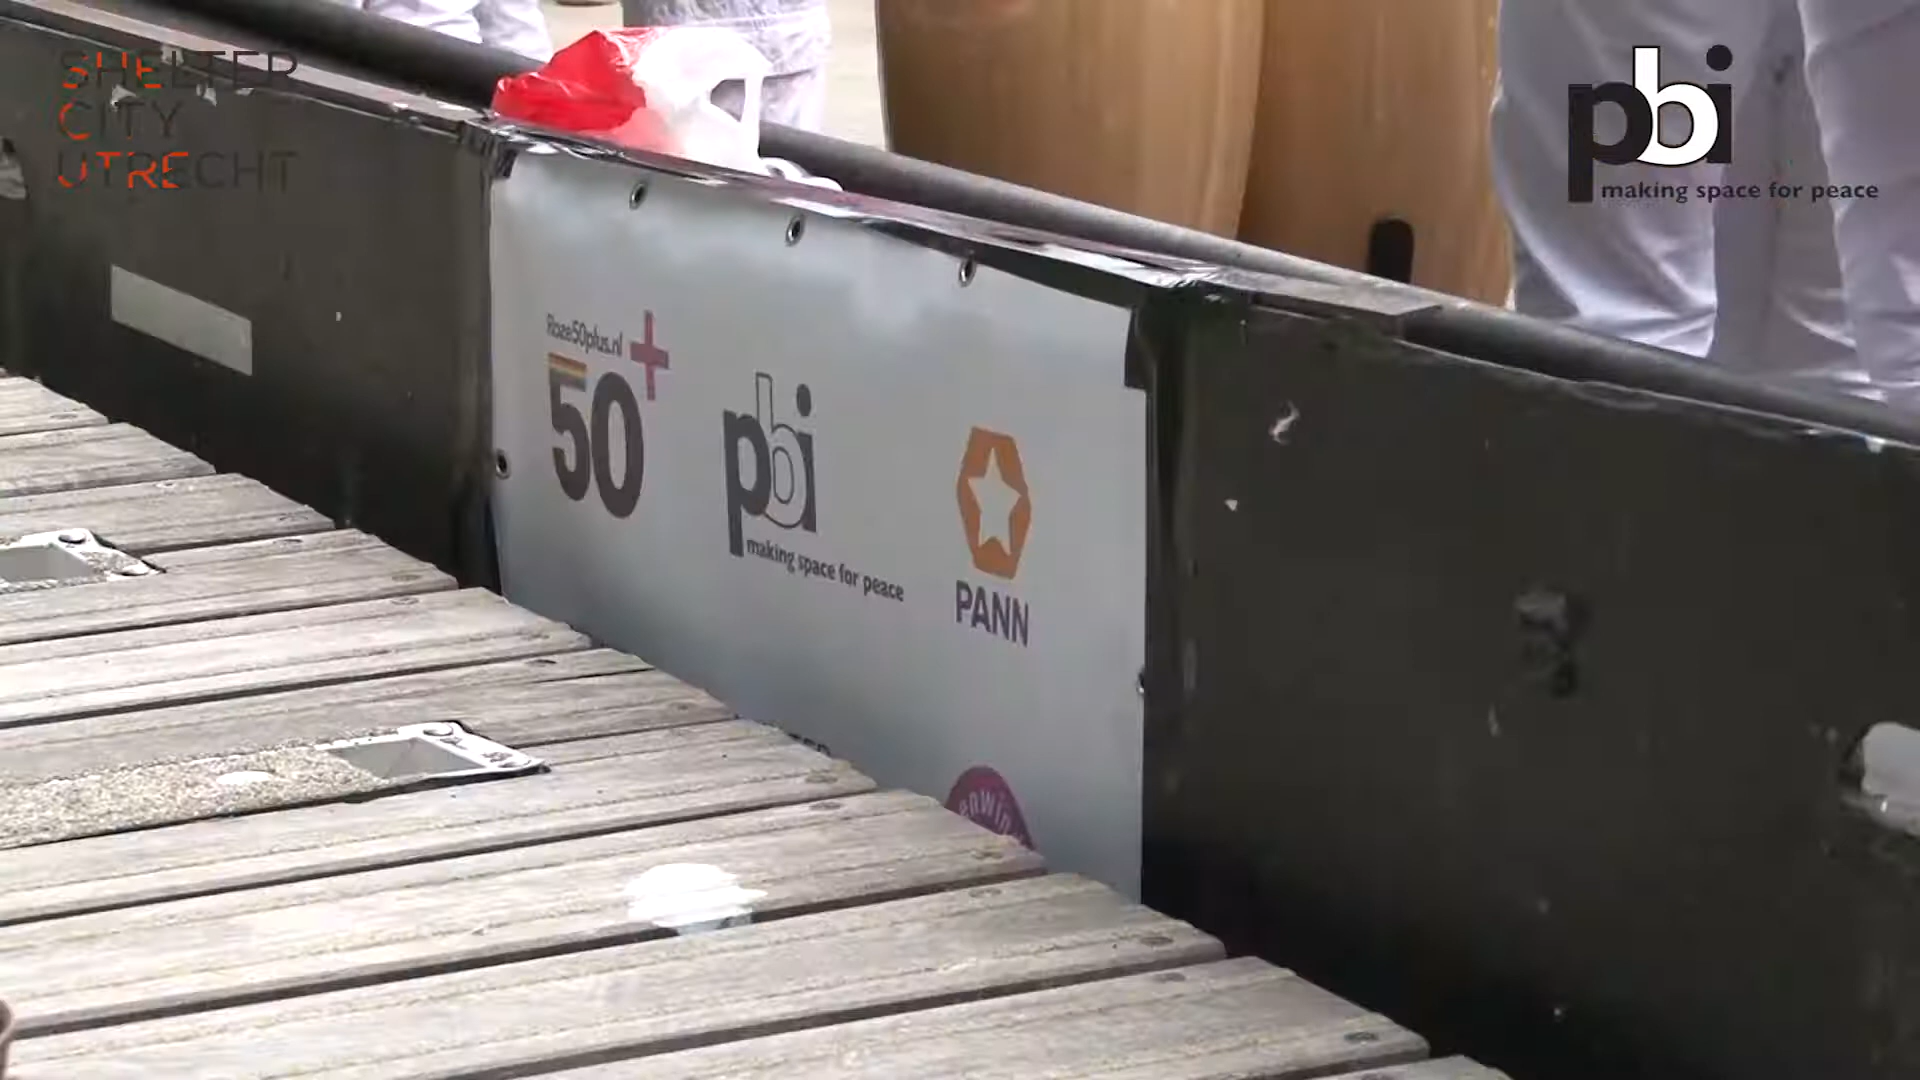 SHELTER
CITY
UTRECHT
pbi
making space for peace
Roze50plus.nl
50+
pbi
making space for peace
PANN